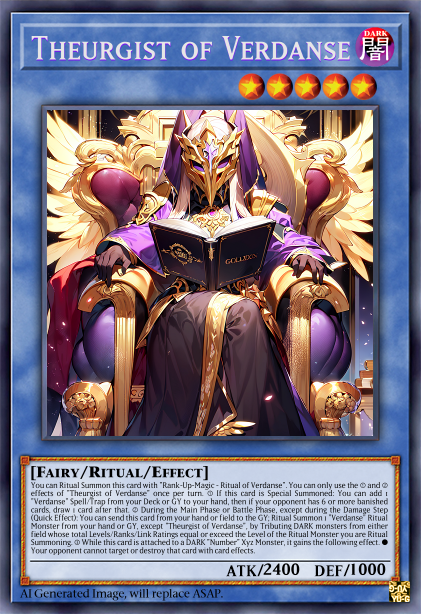 THEURGIST OF VERDANSE
DARK
闇
GOLLIDON
[FAIRY/RITUAL/EFFECT]
You can Ritual Summon this card with "Rank-Up-Magic - Ritual of Verdanse". You can only use the ① and ②
effects of "Theurgist of Verdanse" once per turn. ① If this card is Special Summoned: You can add 1
"Verdanse" Spell/Trap from your Deck or GY to your hand, then if your opponent has 6 or more banished
cards, draw 1 card after that. ② During the Main Phase or Battle Phase, except during the Damage Step
(Quick Effect): You can send this card from your hand or field to the GY; Ritual Summon 1 "Verdanse" Ritual
Monster from your hand or GY, except "Theurgist of Verdanse", by Tributing DARK monsters from either
field whose total Levels/Ranks/Link Ratings equal or exceed the Level of the Ritual Monster you are Ritual
Summoning. ③ While this card is attached to a DARK "Number" Xyz Monster, it gains the following effect. ●
Your opponent cannot target or destroy that card with card effects.
ATK/2400 DEF/1000
AI Generated Image, will replace ASAP.